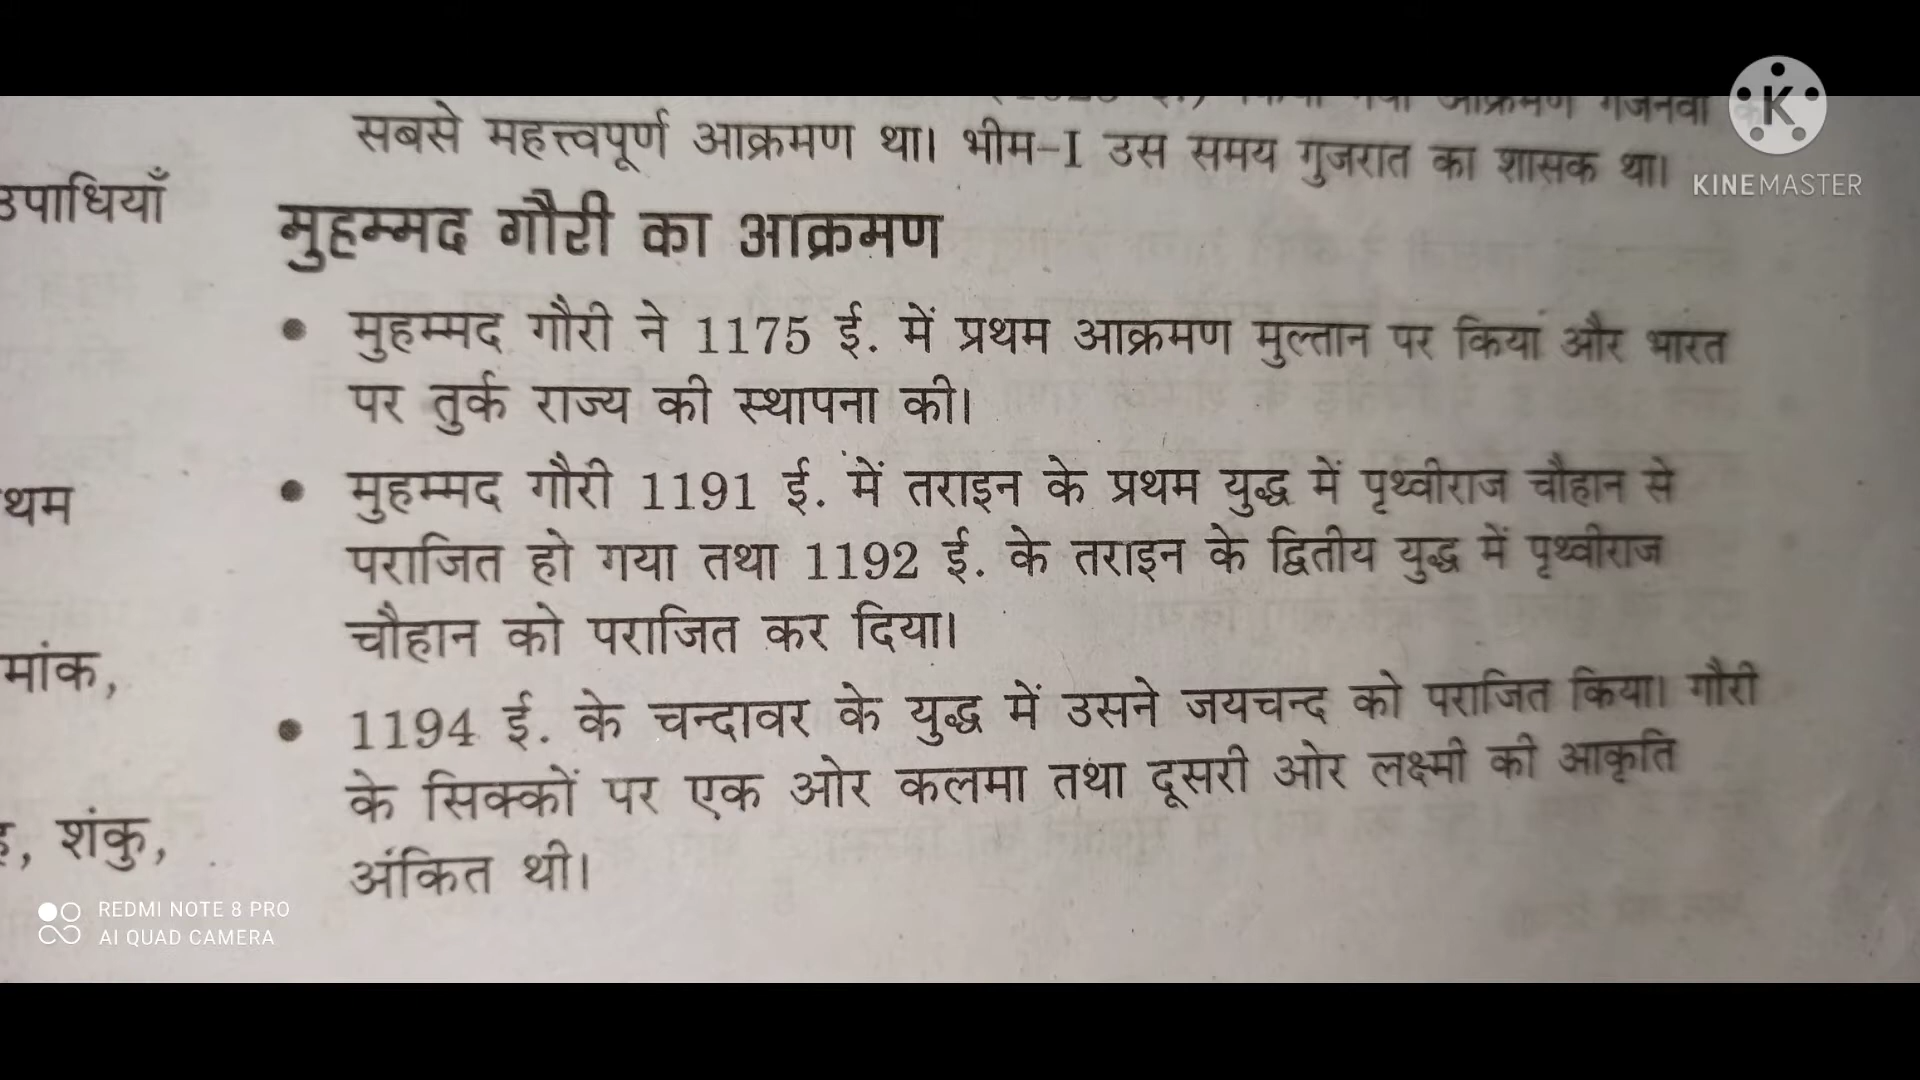 आक्रमण गजनवी
सबसे महत्त्वपूर्ण आक्रमण था। भीम-I उस समय गुजरात का शासक था।
K
KINEMASTER
उपाधियाँ
मुहम्मद गौरी का आक्रमण
• मुहम्मद गौरी ने 1175 ई. में प्रथम आक्रमण मुल्तान पर किया और भारत
पर तुर्क राज्य की स्थापना की।
थम
• मुहम्मद गौरी 1191 ई. में तराइन के प्रथम युद्ध में पृथ्वीराज चौहान से
पराजित हो गया तथा 1192 ई. के तराइन के द्वितीय युद्ध में पृथ्वीराज
चौहान को पराजित कर दिया।
मांक,
• 1194 ई. के चन्दावर के युद्ध में उसने जयचन्द को पराजित किया। गौरी
के सिक्कों पर एक ओर कलमा तथा दूसरी ओर लक्ष्मी की आकृति
अंकित थी।
, शंकु,
REDMI NOTE 8 PRO
AI QUAD CAMERA